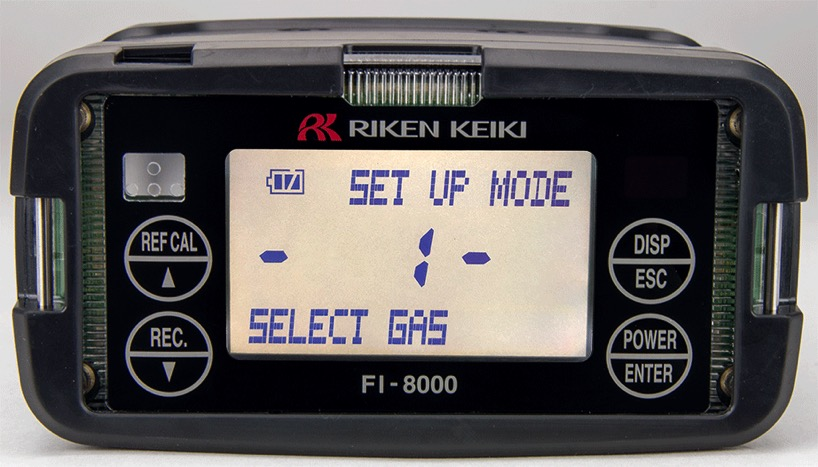 RIKEN KEIKI
SET UP MODE
REF CAL
DISP
ESC
- 1 -
REC.
SELECT GAS
POWER
ENTER
FI-8000